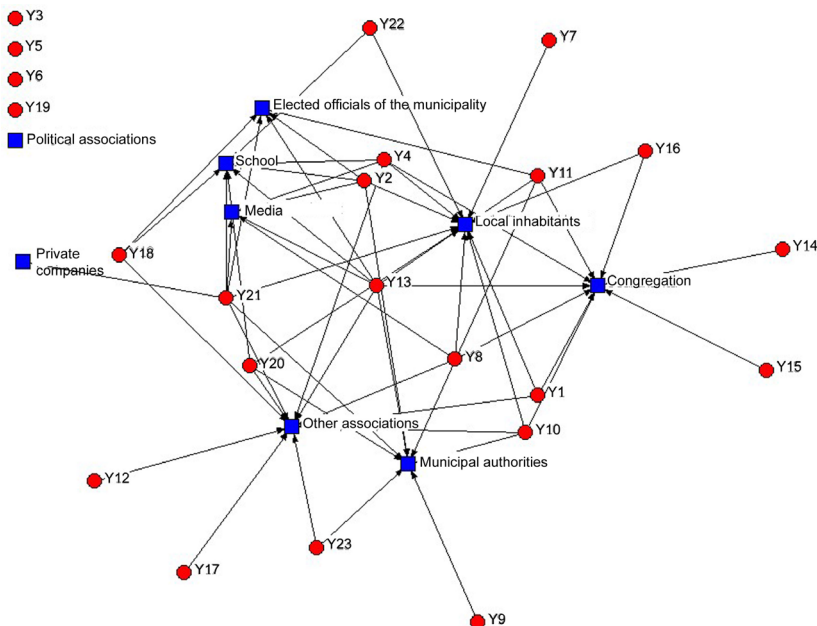 Y3
Y5
Y6
Y19
Political associations
Y22
Y7
Elected officials of the municipality
School
Y4
Y2
Y11
Y16
Media
Local inhabitants
Y18
Private
companies
Y14
Y21
Y13
Congregation
Y20
Y8
Y15
Y1
Other associations
Y10
Municipal authorities
Y12
Y23
Y17
Y9